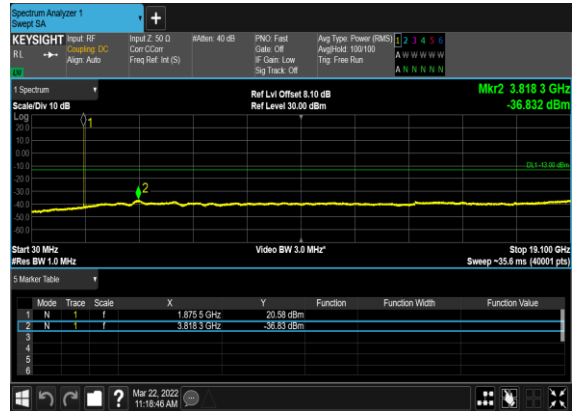 Spectrum Analyzer 1
Swept SA
+
KEYSIGHT
RL
Input: RF
Coupling: DC
Align: Auto
Input Z: 50 Ω
Corr CCorr
Freq Ref: Int (S)
#Atten: 40 dB
PNO: Fast
Gate: Off
IF Gain: Low
Sig Track: Off
Avg Type: Power (RMS)
Avg|Hold: 100/100
Trig: Free Run
1 2 3 4 5 6
A W W W W W
A N N N N N
LW
1 Spectrum
Scale/Div 10 dB
Ref Lvl Offset 8.10 dB
Ref Level 30.00 dBm
Mkr2 3.818 3 GHz
-36.832 dBm
Log
20.0
10.0
0.00
-10.0
-20.0
-30.0
-40.0
-50.0
-60.0
1
2
DL1 -13.00 dBm
Start 30 MHz
#Res BW 1.0 MHz
Video BW 3.0 MHz*
Stop 19.100 GHz
Sweep ~35.6 ms (40001 pts)
5 Marker Table
Mode Trace Scale X Y Function Function Width Function Value
1 N 1 f 1.875 5 GHz 20.58 dBm
2 N 1 f 3.818 3 GHz -36.83 dBm
3
4
5
6
?
Mar 22, 2022
11:18:46 AM